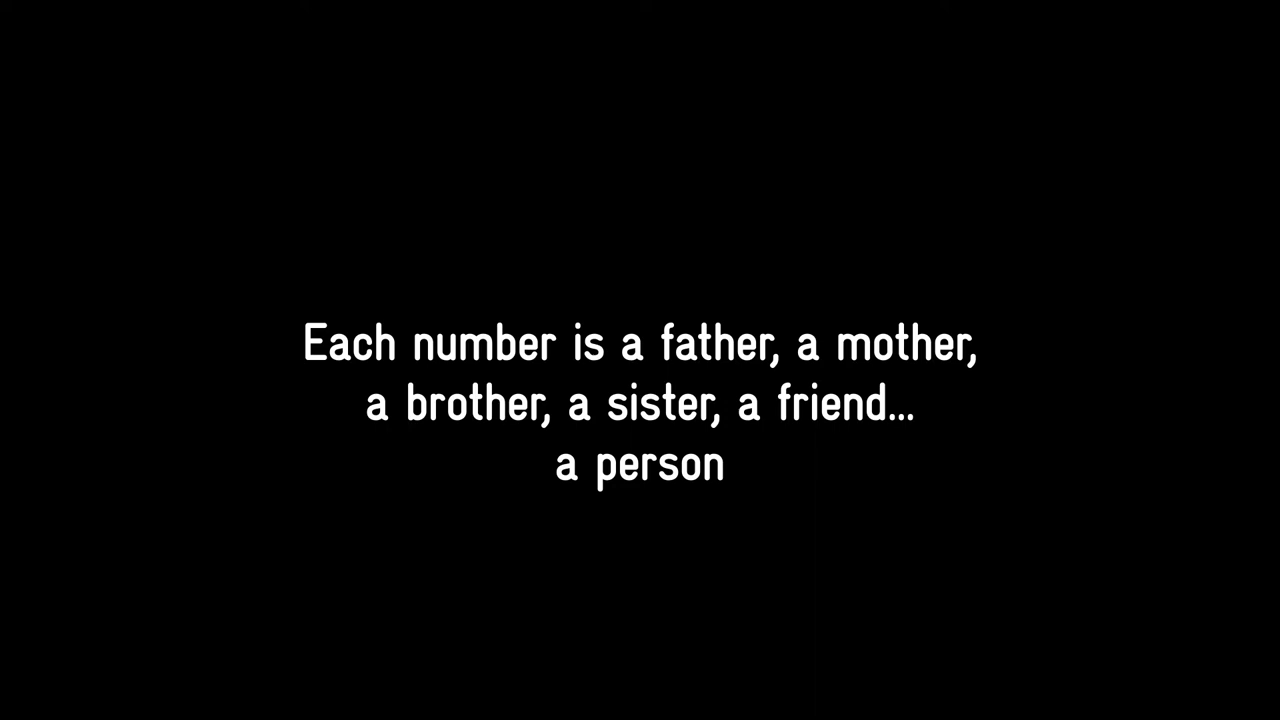 Each number is a father, a mother,
a brother, a sister, a friend...
a person